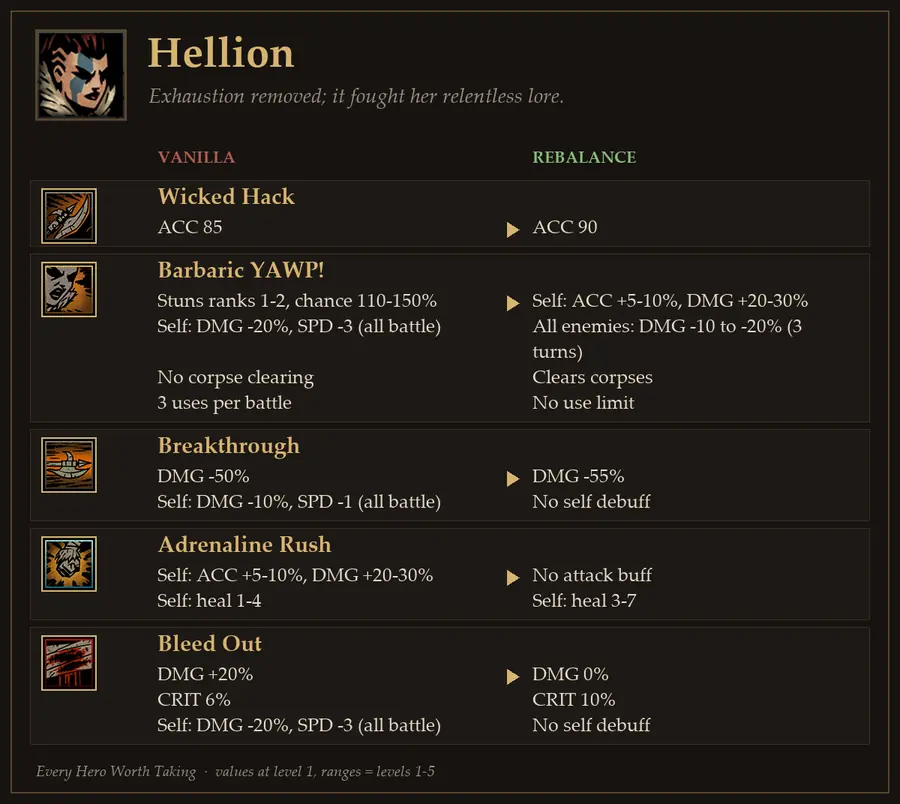 Hellion
Exhaustion removed; it fought her relentless lore.
VANILLA
REBALANCE
Wicked Hack
ACC 85
ACC 90
Barbaric YAWP!
Stuns ranks 1-2, chance 110-150%
Self: ACC +5-10%, DMG +20-30%
Self: DMG -20%, SPD -3 (all battle)
All enemies: DMG -10 to -20% (3
turns)
No corpse clearing
Clears corpses
3 uses per battle
No use limit
Breakthrough
DMG -50%
DMG -55%
Self: DMG -10%, SPD -1 (all battle)
No self debuff
Adrenaline Rush
Self: ACC +5-10%, DMG +20-30%
No attack buff
Self: heal 1-4
Self: heal 3-7
Bleed Out
DMG +20%
DMG 0%
CRIT 6%
CRIT 10%
Self: DMG -20%, SPD -3 (all battle)
No self debuff
Every Hero Worth Taking · values at level 1, ranges = levels 1-5